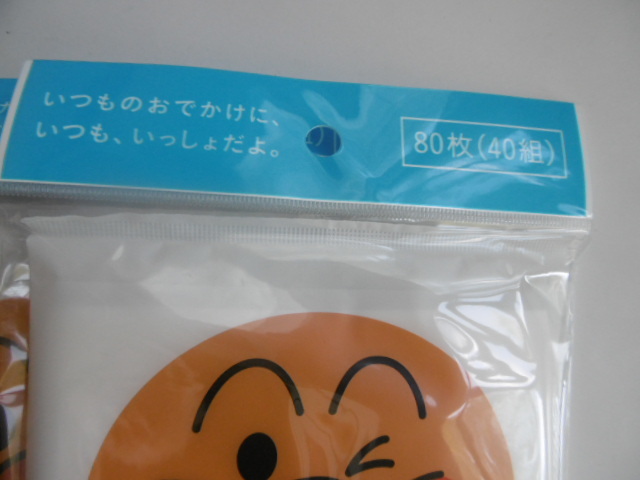 いつものおでかけに、
いつも、いっしょだよ。
80枚(40組)